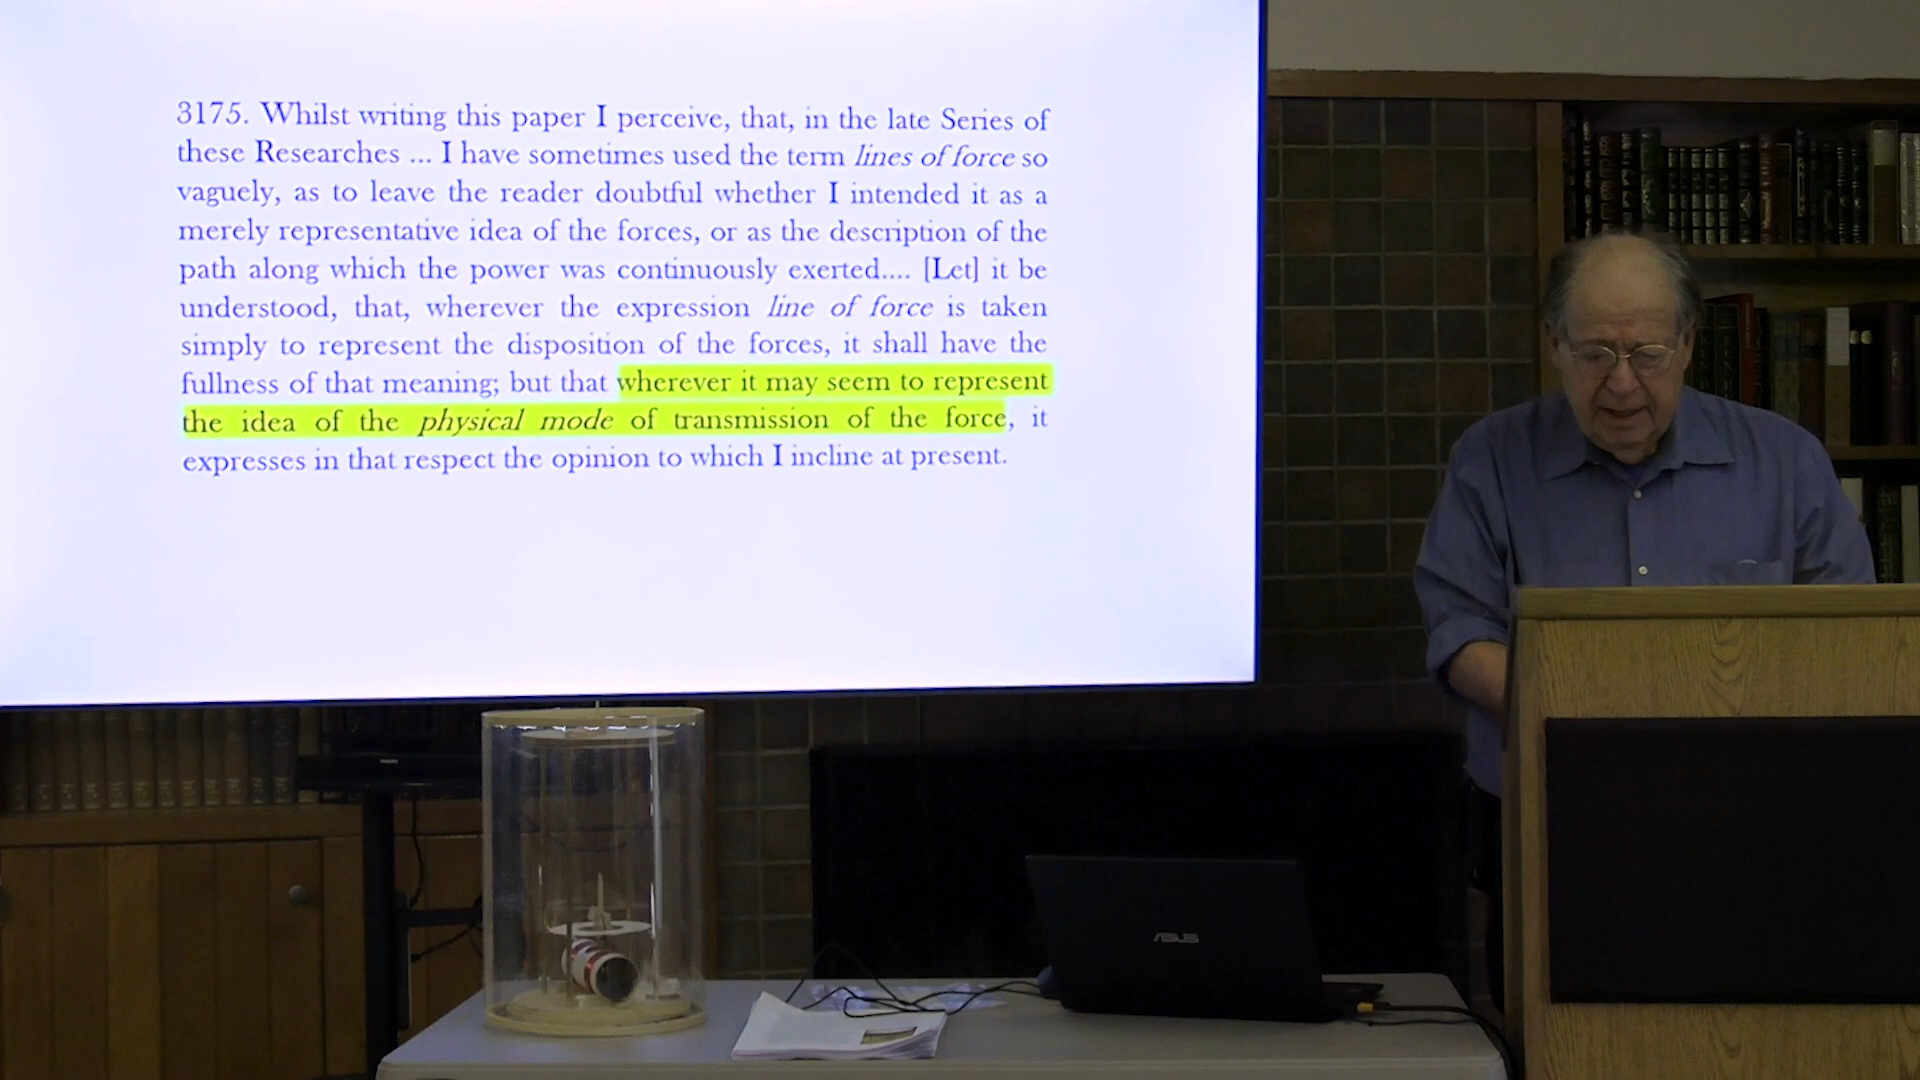 3175. Whilst writing this paper I perceive, that, in the late Series of
these Researches ... I have sometimes used the term lines of force so
vaguely, as to leave the reader doubtful whether I intended it as a
merely representative idea of the forces, or as the description of the
path along which the power was continuously exerted.... [Let] it be
understood, that, wherever the expression line of force is taken
simply to represent the disposition of the forces, it shall have the
fullness of that meaning; but that wherever it may seem to represent
the idea of the physical mode of transmission of the force, it
expresses in that respect the opinion to which I incline at present.
PHILIPS
ASUS